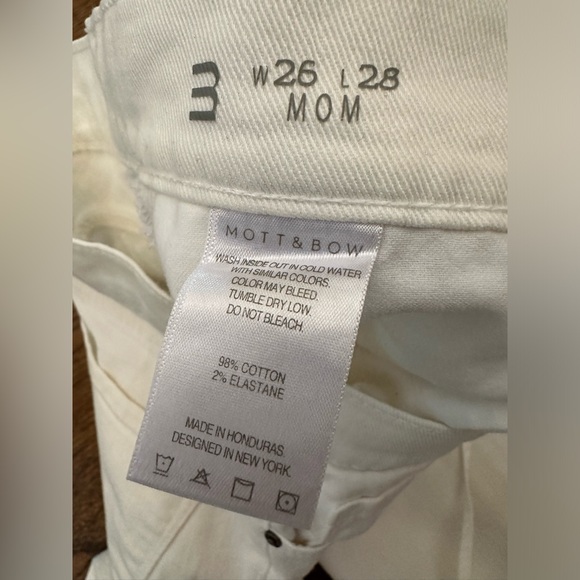 W26 L28
MOM
MOTT & BOW
WASH INSIDE OUT IN COLD WATER
WITH SIMILAR COLORS.
COLOR MAY BLEED.
TUMBLE DRY LOW.
DO NOT BLEACH.
98% COTTON
2% ELASTANE
MADE IN HONDURAS.
DESIGNED IN NEW YORK.